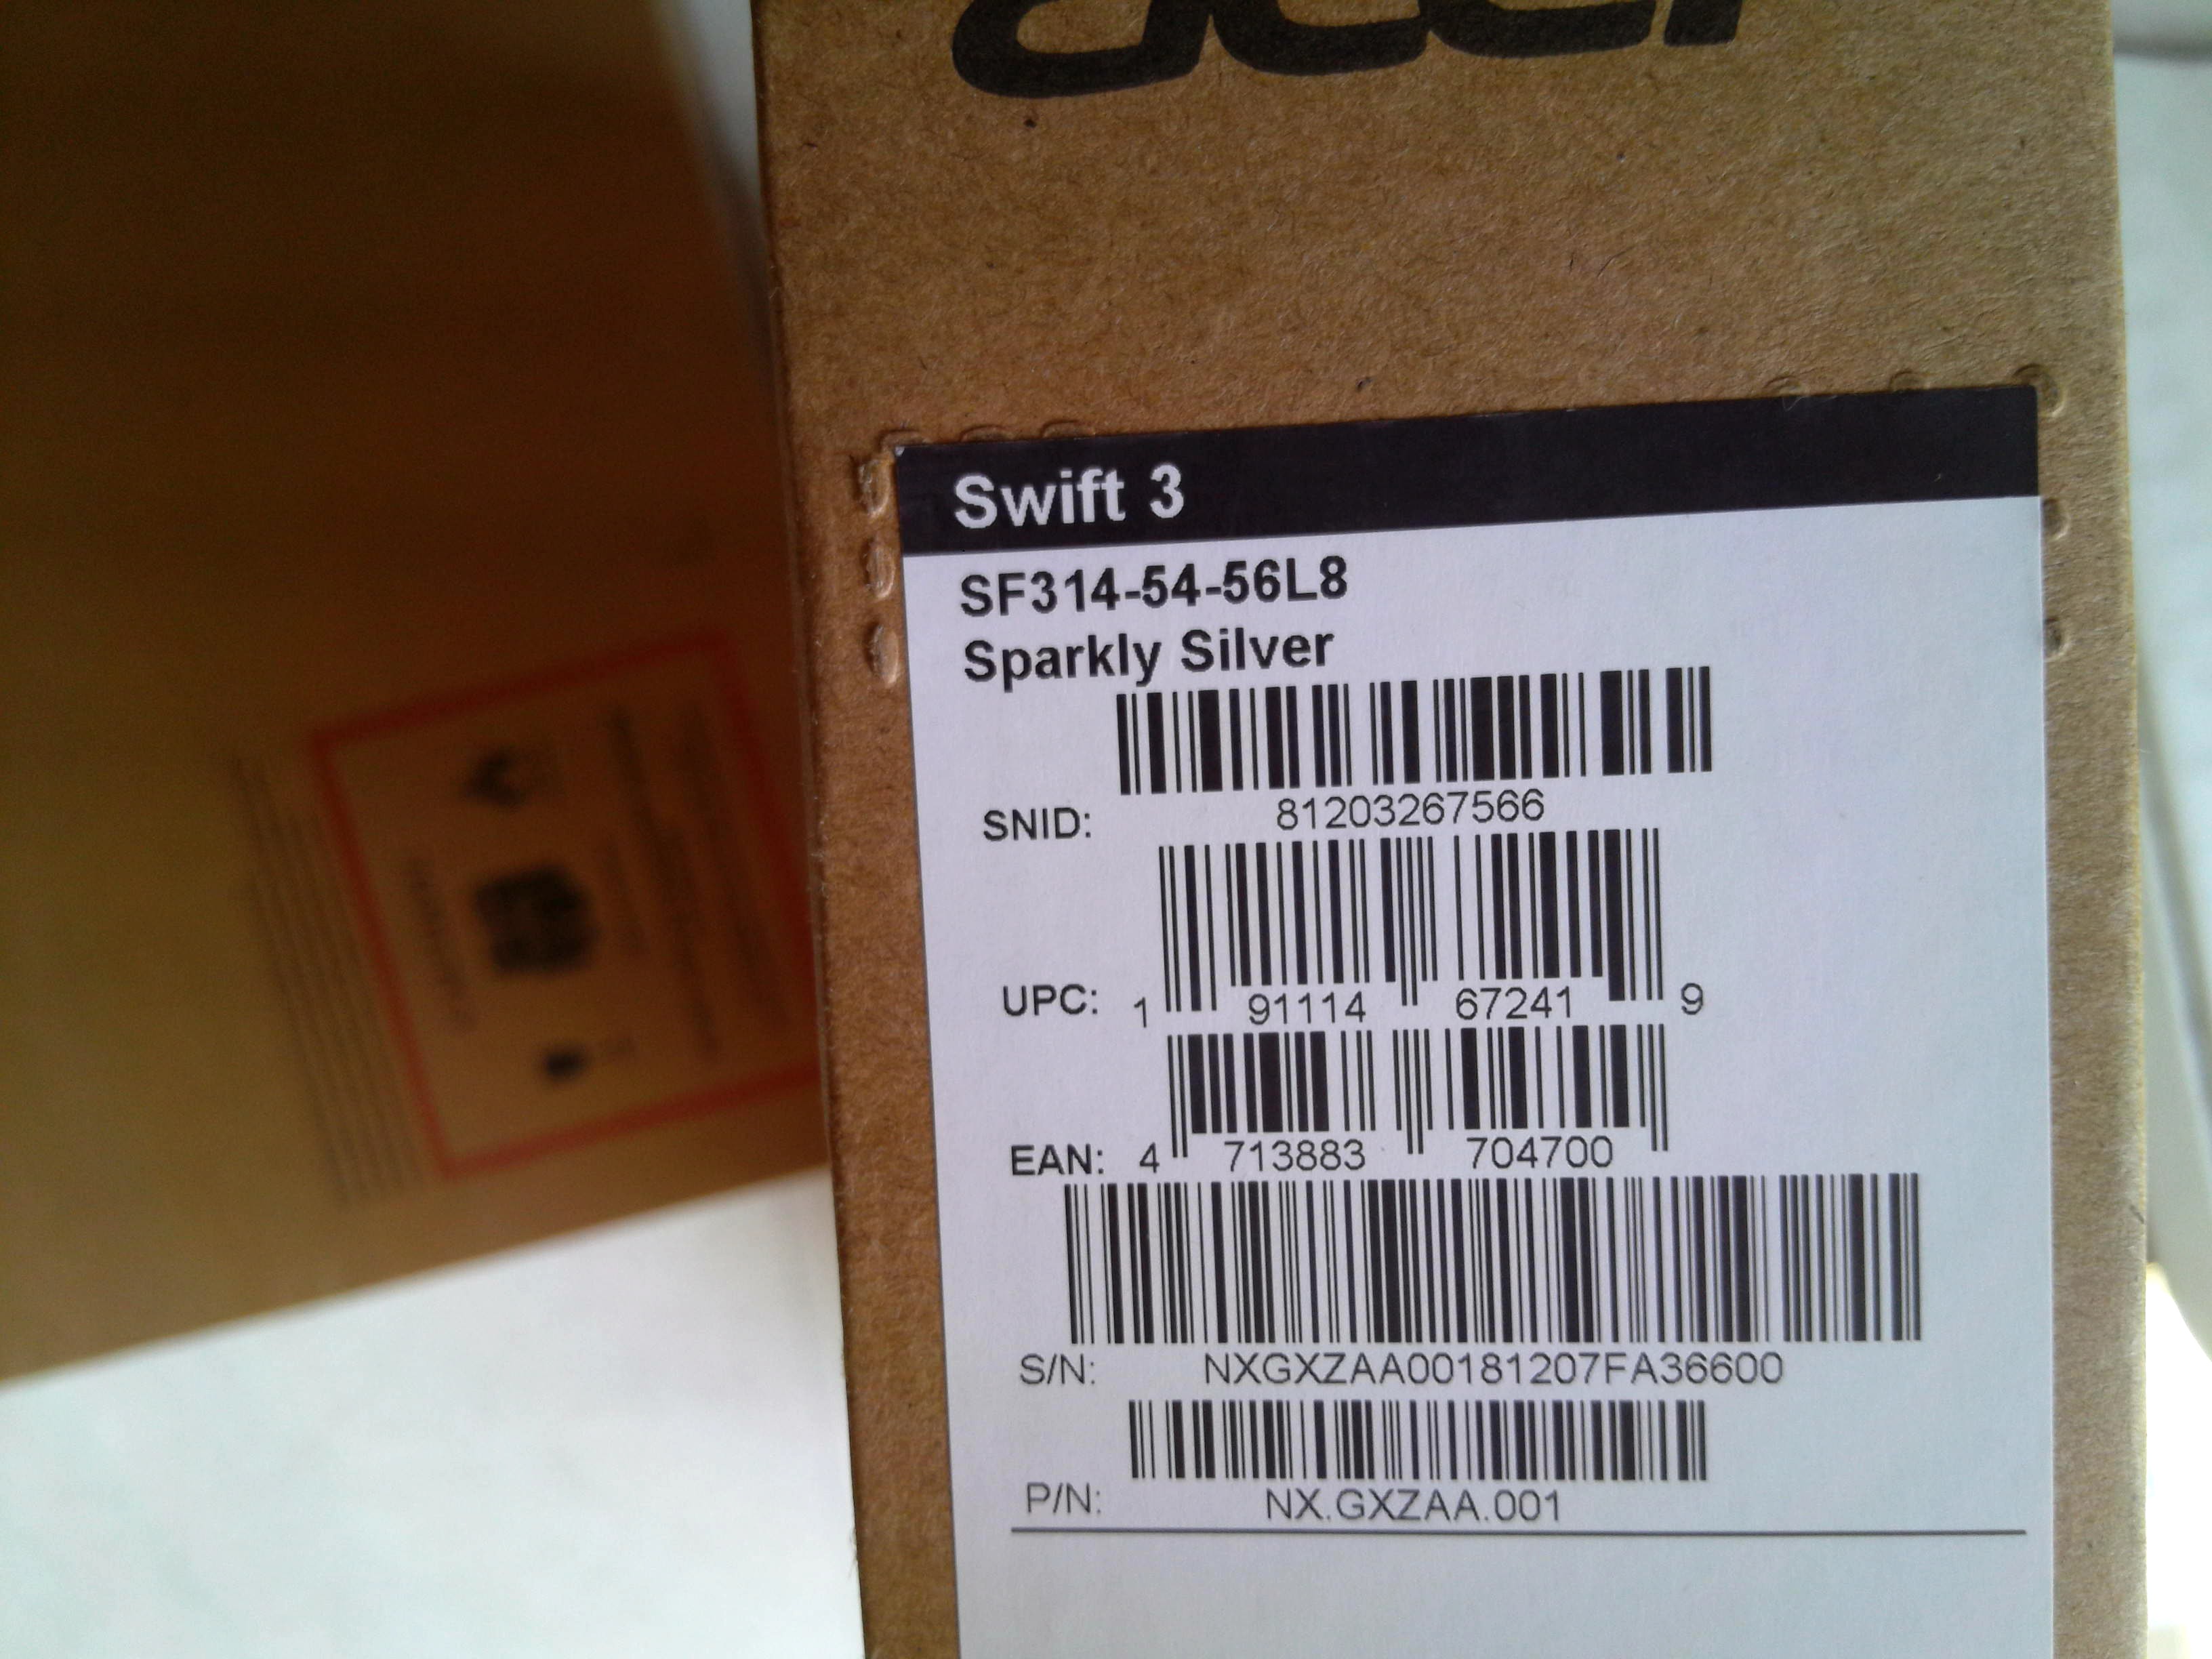 acer
Swift 3
SF314-54-56L8
Sparkly Silver
SNID: 81203267566
UPC: 1 91114 67241 9
EAN: 4 713883 704700
S/N: NXGXZAA00181207FA36600
P/N: NX.GXZAA.001